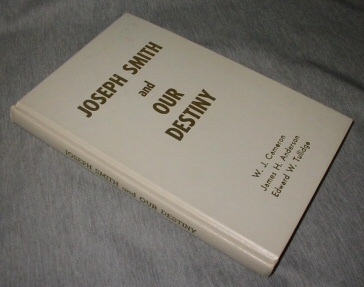 JOSEPH SMITH
and
OUR
DESTINY
W. J. Cameron
James H. Anderson
Edward W. Tullidge
JOSEPH SMITH and OUR DESTINY